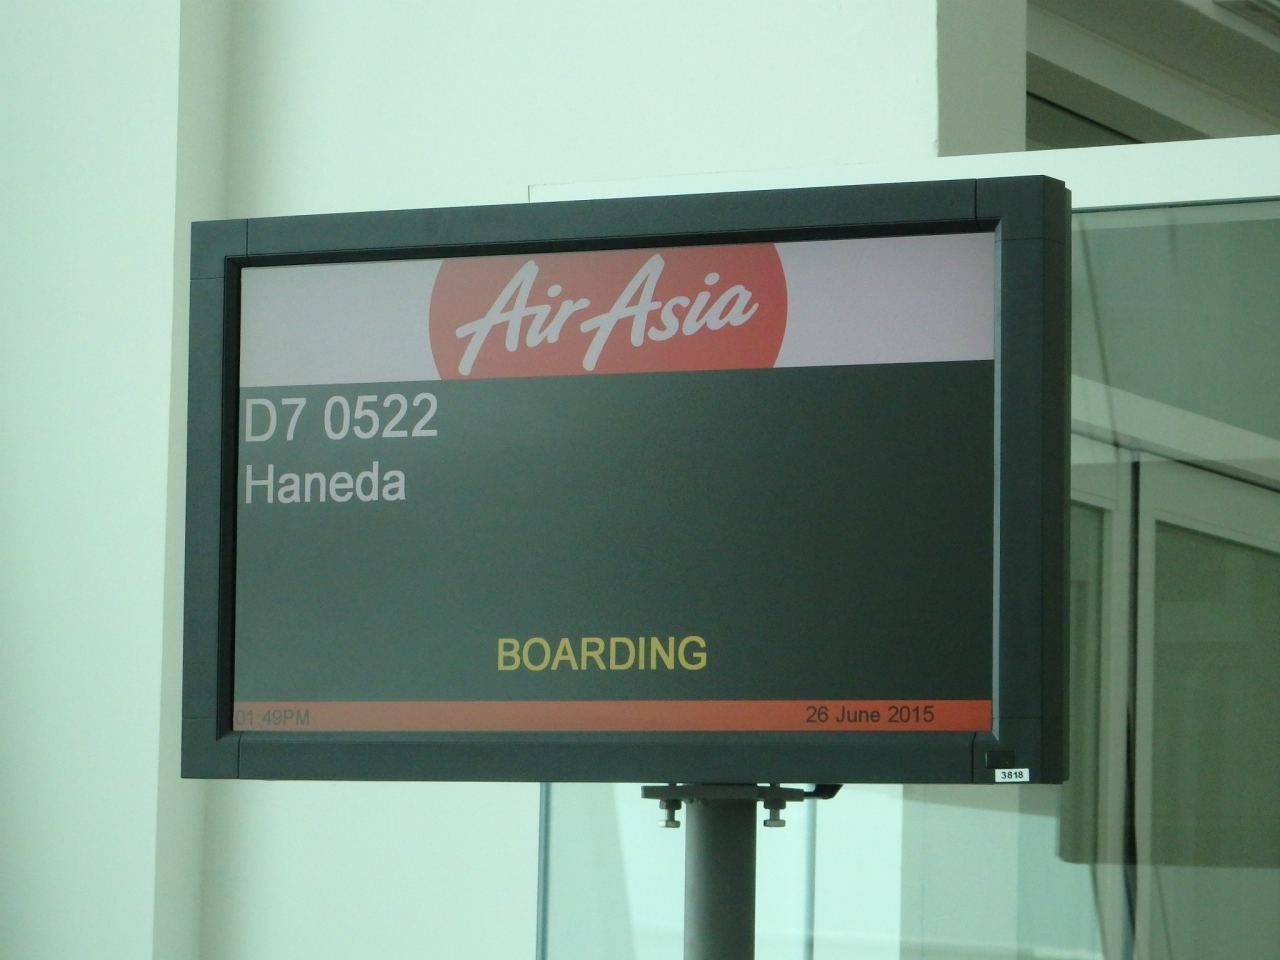 AirAsia
D7 0522
Haneda
BOARDING
01:49PM 26 June 2015
3818